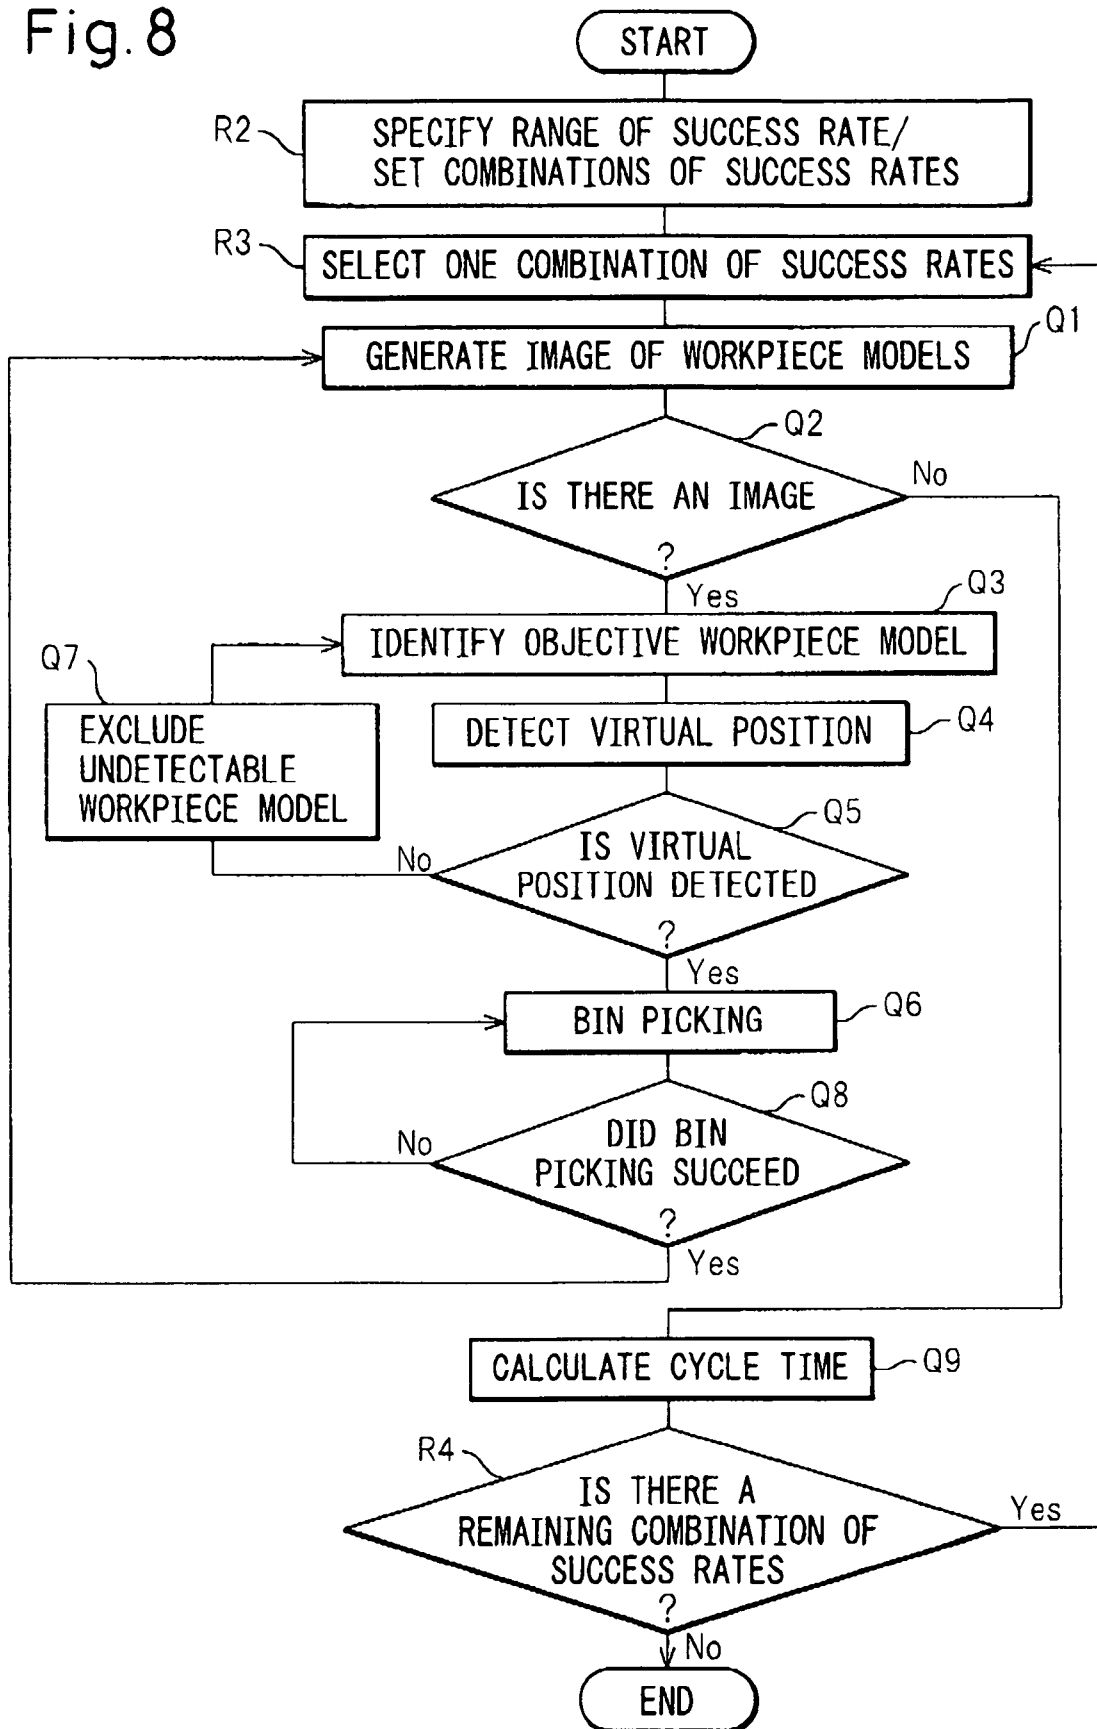 Fig. 8
START
R2
SPECIFY RANGE OF SUCCESS RATE/
SET COMBINATIONS OF SUCCESS RATES
R3
SELECT ONE COMBINATION OF SUCCESS RATES
Q1
GENERATE IMAGE OF WORKPIECE MODELS
Q2
IS THERE AN IMAGE
?
No
Yes
Q3
IDENTIFY OBJECTIVE WORKPIECE MODEL
Q7
EXCLUDE
UNDETECTABLE
WORKPIECE MODEL
DETECT VIRTUAL POSITION
Q4
Q5
IS VIRTUAL
POSITION DETECTED
?
No
Yes
BIN PICKING
Q6
Q8
DID BIN
PICKING SUCCEED
?
No
Yes
CALCULATE CYCLE TIME
Q9
R4
IS THERE A
REMAINING COMBINATION OF
SUCCESS RATES
?
Yes
No
END